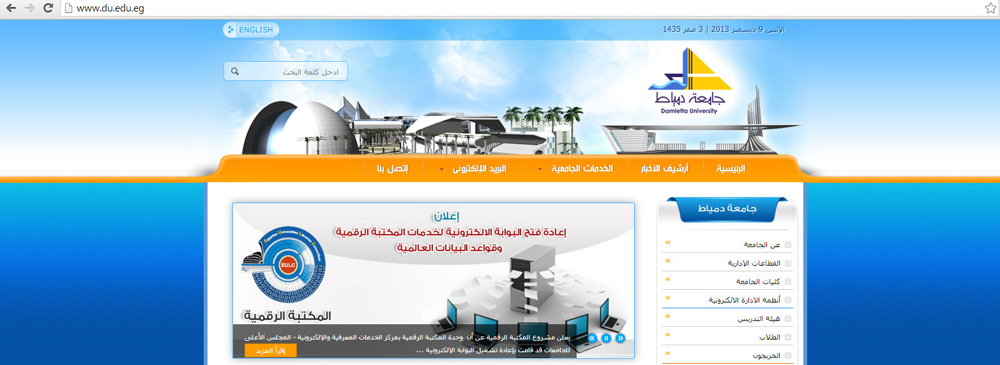 www.du.edu.eg
ENGLISH
الإثنين 9 ديسمبر 2013 | 3 صفر 1435
ادخل كلمة البحث
جامعة دمياط
Damietta University
الرئيسية
أرشيف الأخبار
الخدمات الجامعية
البريد الإلكترونى
إتصل بنا
إعلان
إعادة فتح البوابة الالكترونية لخدمات المكتبة الرقمية
وقواعد البيانات العالمية
Egyptian Universities Libraries Consortium
EULC
المكتبة الرقمية
يعلن مشروع المكتبة الرقمية عن أن وحدة المكتبة الرقمية بمركز الخدمات المعرفية والإلكترونية - المجلس الأعلى
للجامعات قد قامت بإعادة تشغيل البوابة الإلكترونية ...
إقرأ المزيد
جامعة دمياط
عن الجامعة
القطاعات الإدارية
كليات الجامعة
أنظمة الادارة الالكترونية
هيئة التدريس
الطلاب
الخريجون